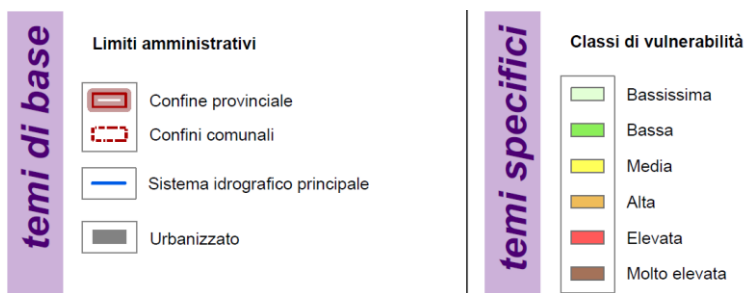 temi di base
Limiti amministrativi
Confine provinciale
Confini comunali
Sistema idrografico principale
Urbanizzato
temi specifici
Classi di vulnerabilità
Bassissima
Bassa
Media
Alta
Elevata
Molto elevata